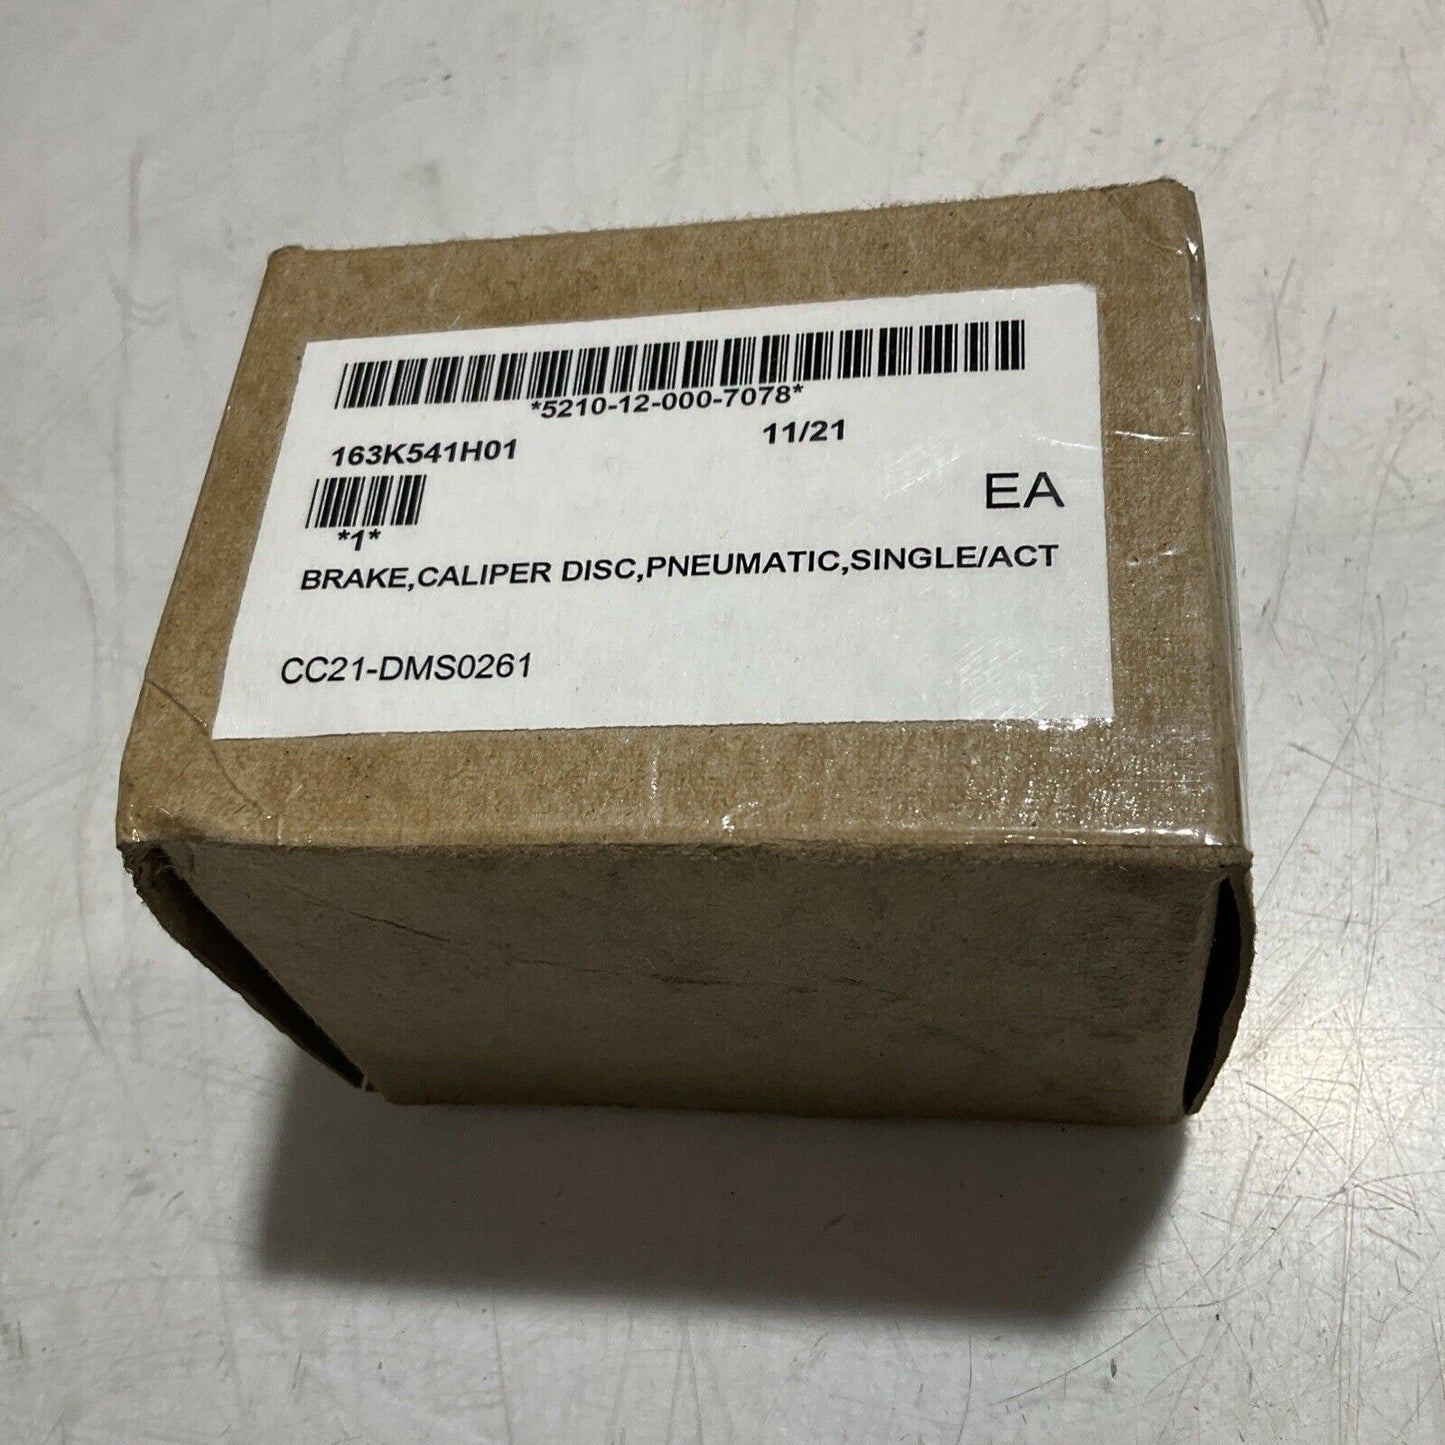 *5210-12-000-7078*
163K541H01 11/21
*1* EA
BRAKE,CALIPER DISC,PNEUMATIC,SINGLE/ACT
CC21-DMS0261